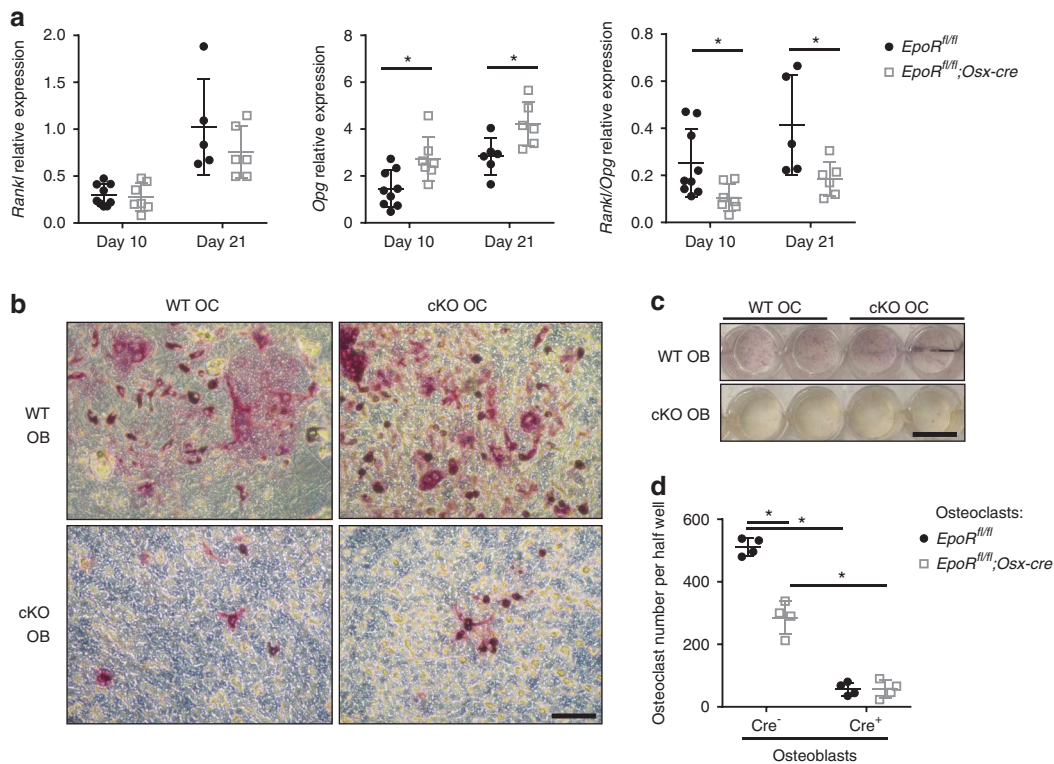 a
Rankl relative expression
2.0
1.5
1.0
0.5
0.0
Day 10
Day 21
Opg relative expression
8
6
4
2
0
*
*
Day 10
Day 21
Rankl/Opg relative expression
0.8
0.6
0.4
0.2
0.0
*
*
Day 10
Day 21
EpoR^fl/fl
EpoR^fl/fl;Osx-cre
b
WT OC
cKO OC
WT
OB
cKO
OB
c
WT OC
cKO OC
WT OB
cKO OB
d
Osteoclast number per half well
600
400
200
0
*
*
*
Cre-
Cre+
Osteoblasts
Osteoclasts:
EpoR^fl/fl
EpoR^fl/fl;Osx-cre